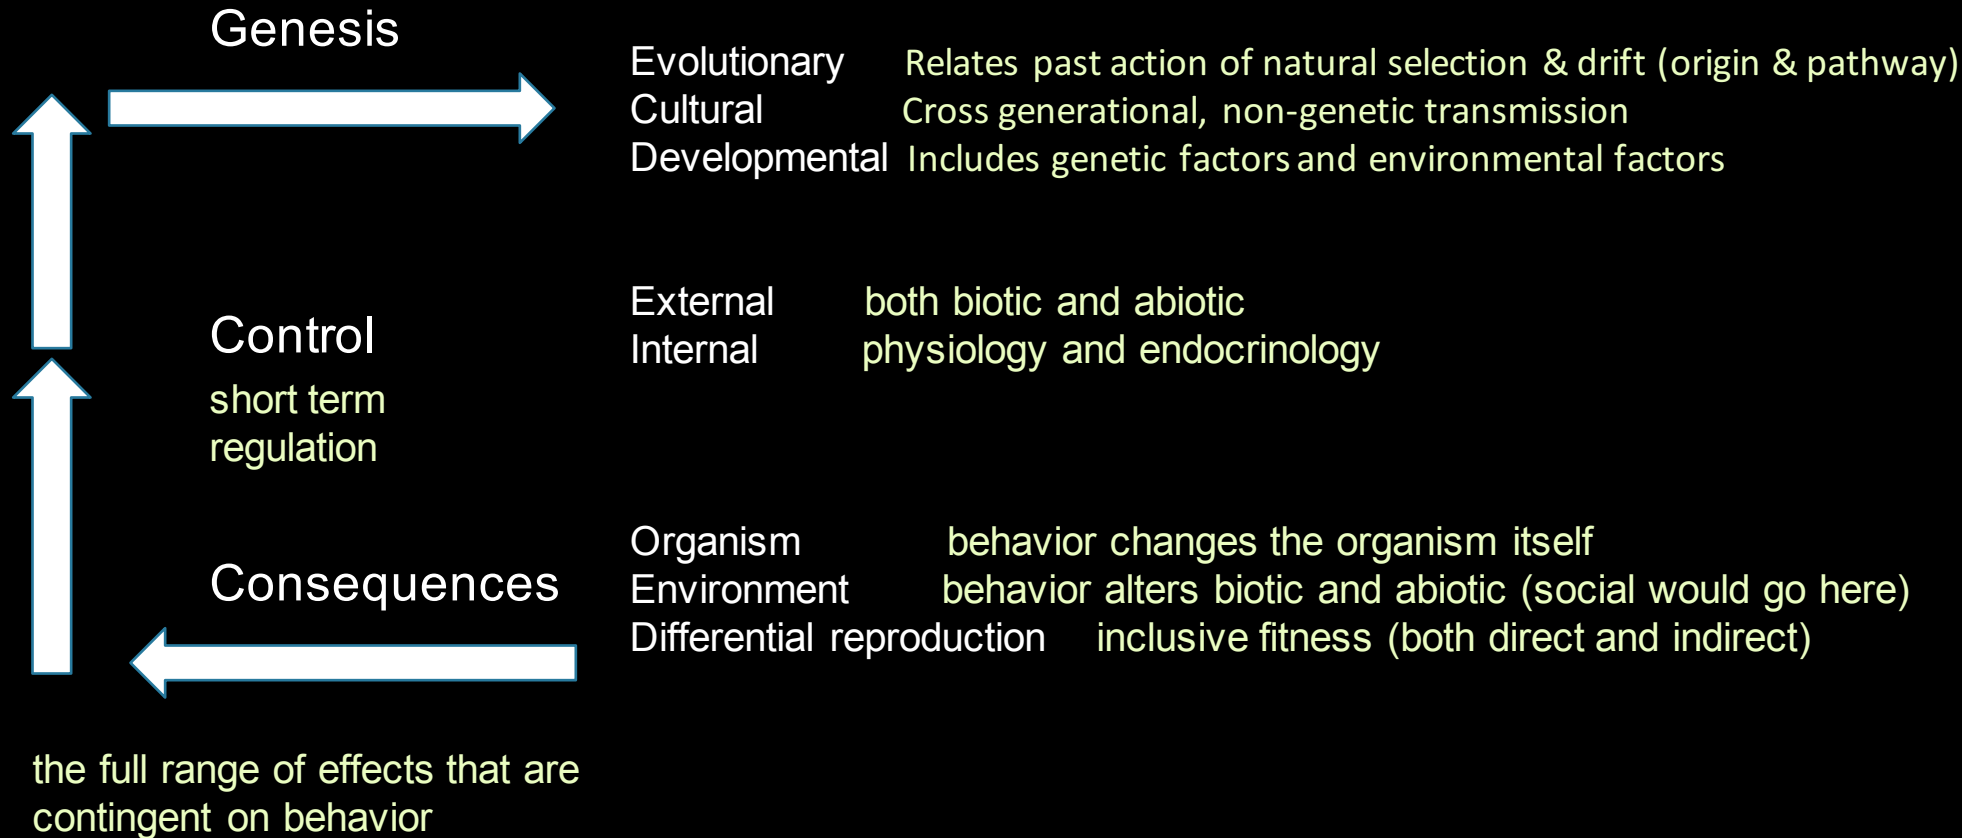 Genesis
Evolutionary Relates past action of natural selection & drift (origin & pathway)
Cultural Cross generational, non-genetic transmission
Developmental Includes genetic factors and environmental factors
Control
short term
regulation
External both biotic and abiotic
Internal physiology and endocrinology
Consequences
Organism behavior changes the organism itself
Environment behavior alters biotic and abiotic (social would go here)
Differential reproduction inclusive fitness (both direct and indirect)
the full range of effects that are
contingent on behavior